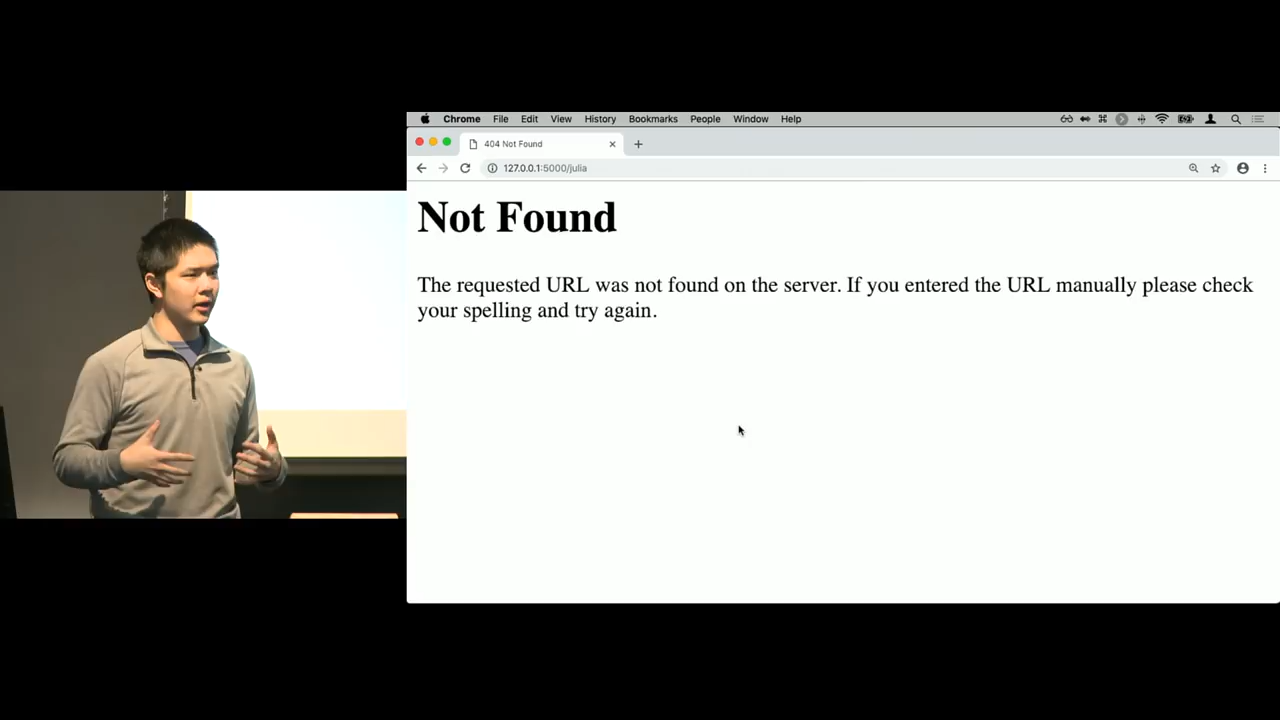 Chrome File Edit View History Bookmarks People Window Help
404 Not Found
127.0.0.1:5000/julia
Not Found
The requested URL was not found on the server. If you entered the URL manually please check
your spelling and try again.